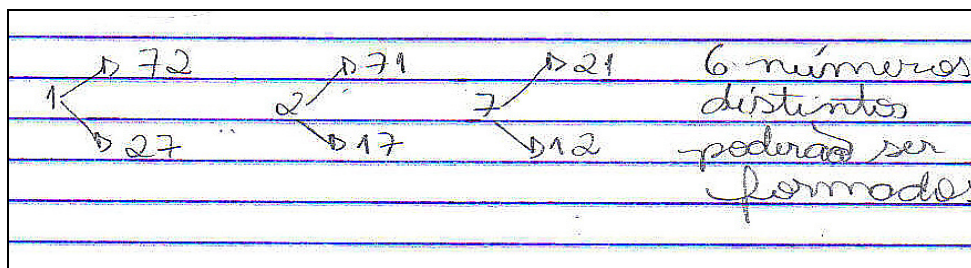 72 71 21 6 números
1 2 7 distintos
27 17 12 poderão ser
formados